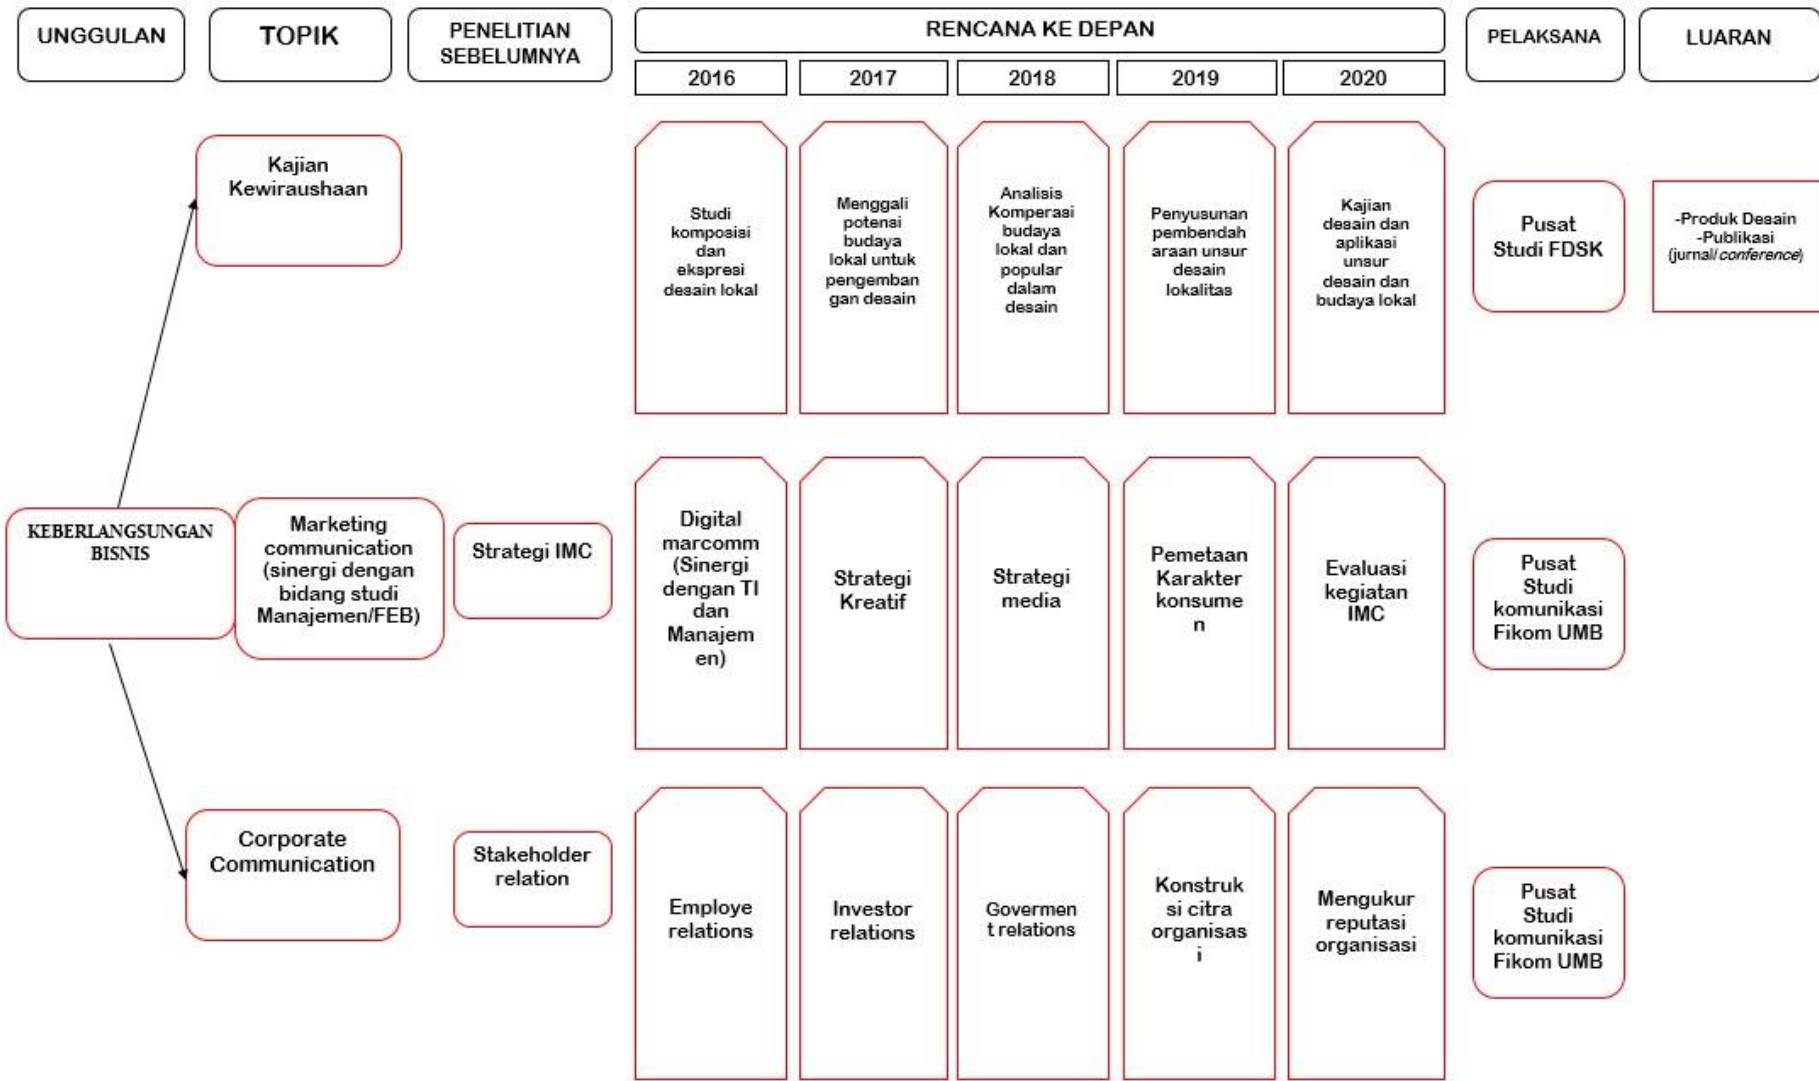 UNGGULAN
TOPIK
PENELITIAN
SEBELUMNYA
RENCANA KE DEPAN
2016
2017
2018
2019
2020
PELAKSANA
LUARAN
Kajian
Kewiraushaan
Studi
komposisi
dan
ekspresi
desain lokal
Menggali
potensi
budaya
lokal untuk
pengemban
gan desain
Analisis
Komperasi
budaya
lokal dan
popular
dalam
desain
Penyusunan
pembendah
araan unsur
desain
lokalitas
Kajian
desain dan
aplikasi
unsur
desain dan
budaya lokal
Pusat
Studi FDSK
-Produk Desain
-Publikasi
(jurnal/conference)
KEBERLANGSUNGAN
BISNIS
Marketing
communication
(sinergi dengan
bidang studi
Manajemen/FEB)
Strategi IMC
Digital
marcomm
(Sinergi
dengan TI
dan
Manajem
en)
Strategi
Kreatif
Strategi
media
Pemetaan
Karakter
konsume
n
Evaluasi
kegiatan
IMC
Pusat
Studi
komunikasi
Fikom UMB
Corporate
Communication
Stakeholder
relation
Employe
relations
Investor
relations
Govermen
t relations
Konstruk
si citra
organisas
i
Mengukur
reputasi
organisasi
Pusat
Studi
komunikasi
Fikom UMB